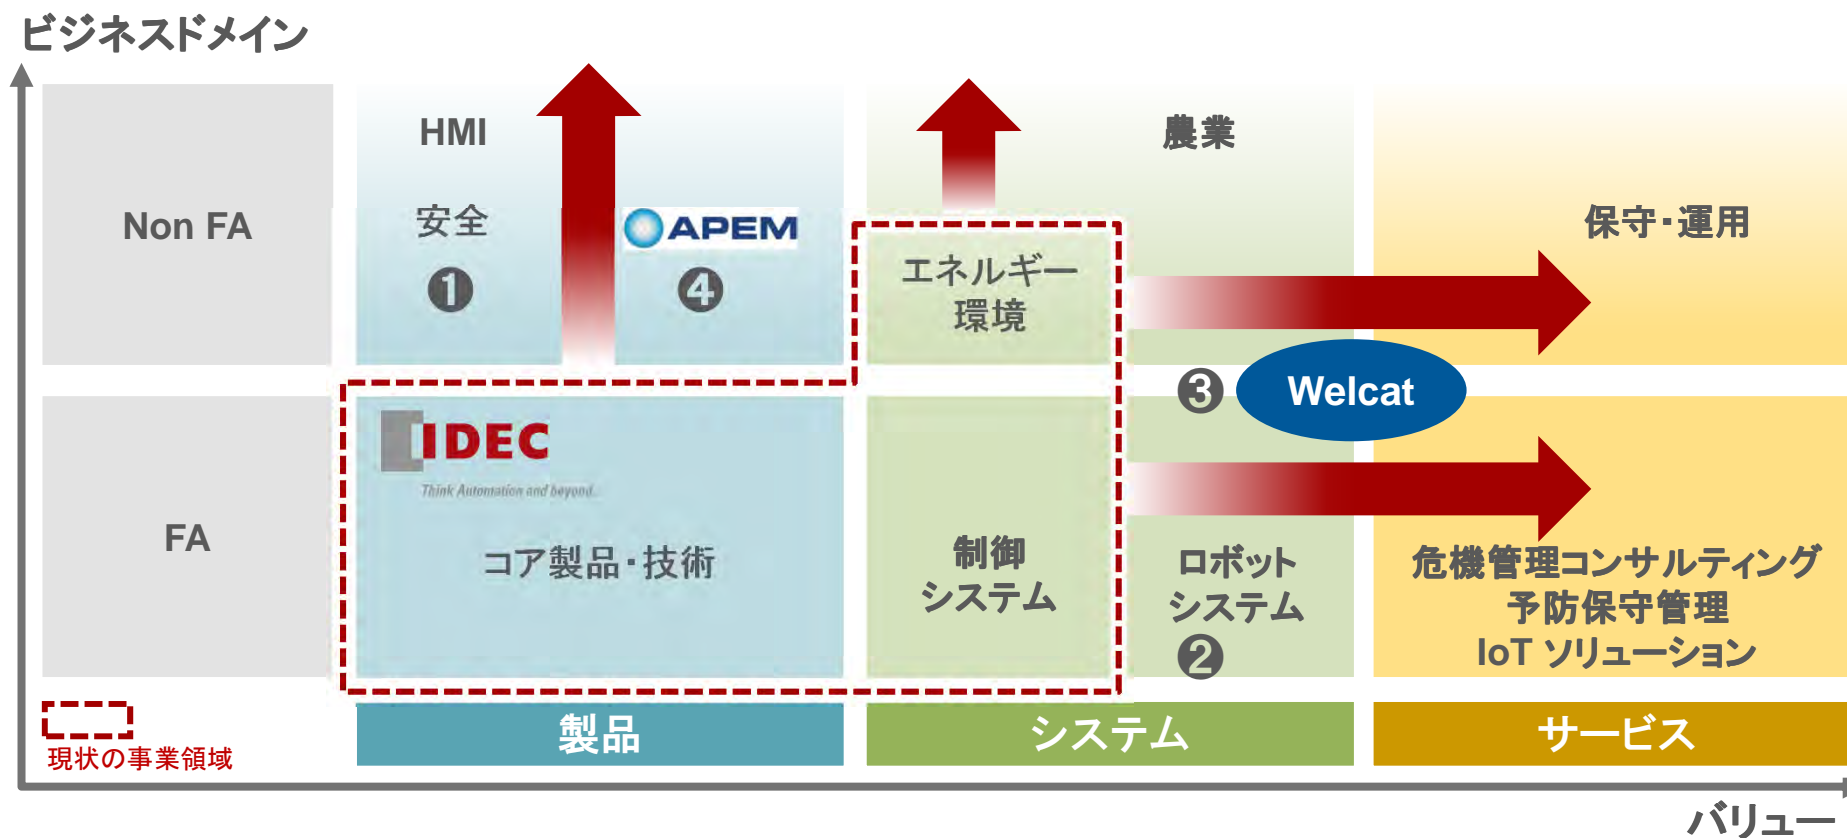 ビジネスドメイン
Non FA
HMI
安全
❶
APEM
❹
農業
エネルギー
環境
保守・運用
❸
Welcat
FA
IDEC
Think Automation and beyond...
コア製品・技術
制御
システム
ロボット
システム
❷
危機管理コンサルティング
予防保守管理
IoT ソリューション
現状の事業領域
製品
システム
サービス
バリュー